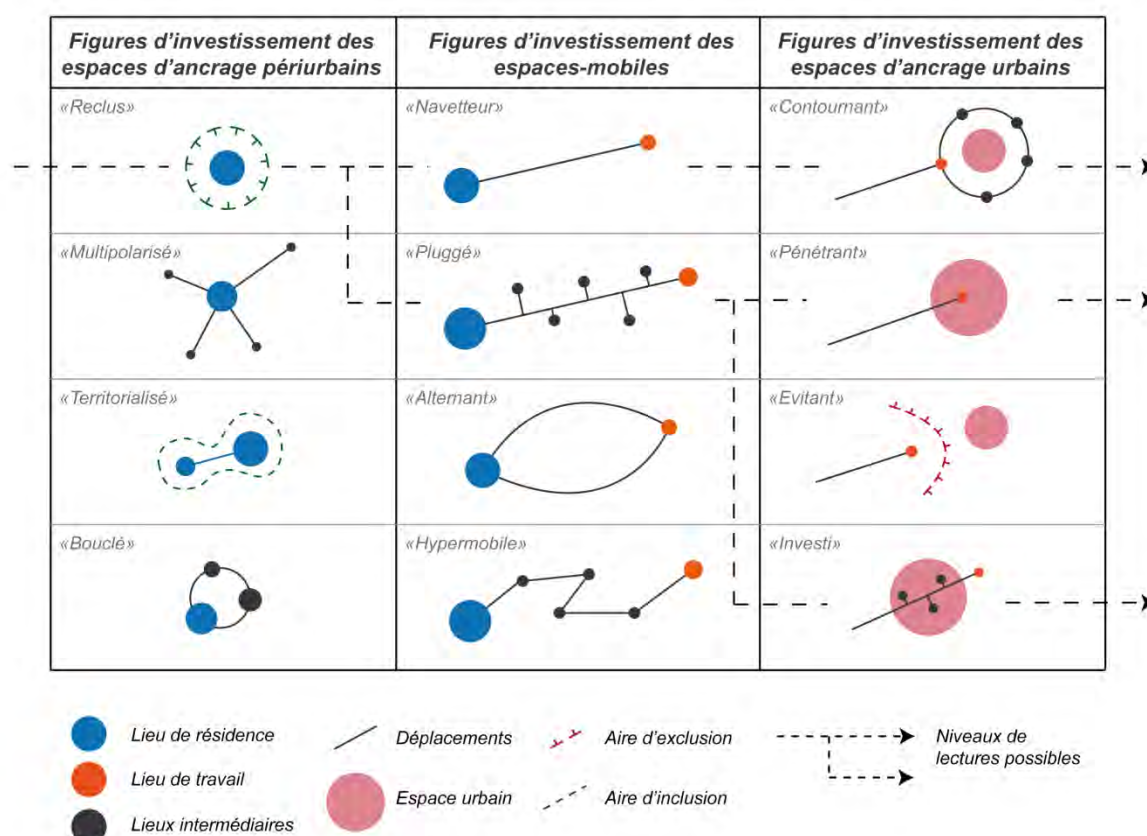 Figures d'investissement des
espaces d'ancrage périurbains
Figures d'investissement des
espaces-mobiles
Figures d'investissement des
espaces d'ancrage urbains
«Reclus»
«Navetteur»
«Contournant»
«Multipolarisé»
«Pluggé»
«Pénétrant»
«Territorialisé»
«Alternant»
«Evitant»
«Bouclé»
«Hypermobile»
«Investi»
Lieu de résidence
Déplacements
Aire d'exclusion
Niveaux de
lectures possibles
Lieu de travail
Espace urbain
Aire d'inclusion
Lieux intermédiaires